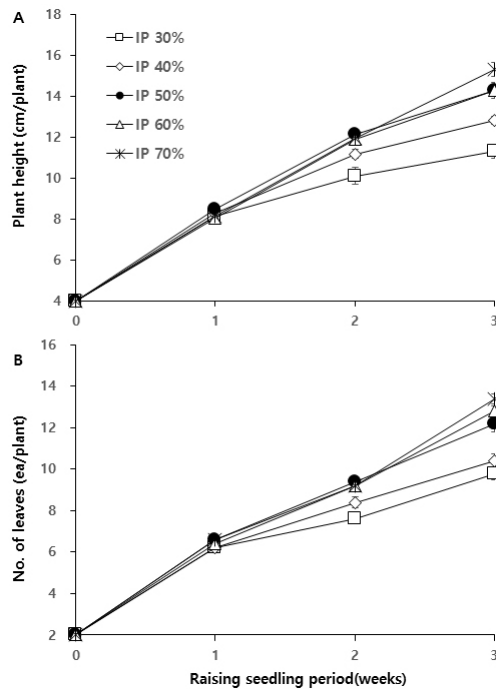 A
Plant height (cm/plant)
18
16
14
12
10
8
6
4
IP 30%
IP 40%
IP 50%
IP 60%
IP 70%
0
1
2
3
B
No. of leaves (ea/plant)
16
14
12
10
8
6
4
2
0
1
2
3
Raising seedling period(weeks)